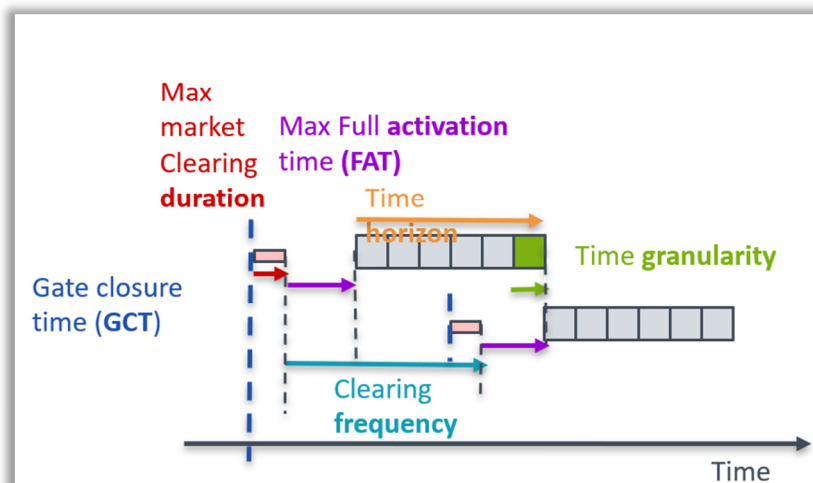 Max
market
Clearing
duration
Max Full activation
time (FAT)
Time
horizon
Time granularity
Gate closure
time (GCT)
Clearing
frequency
Time